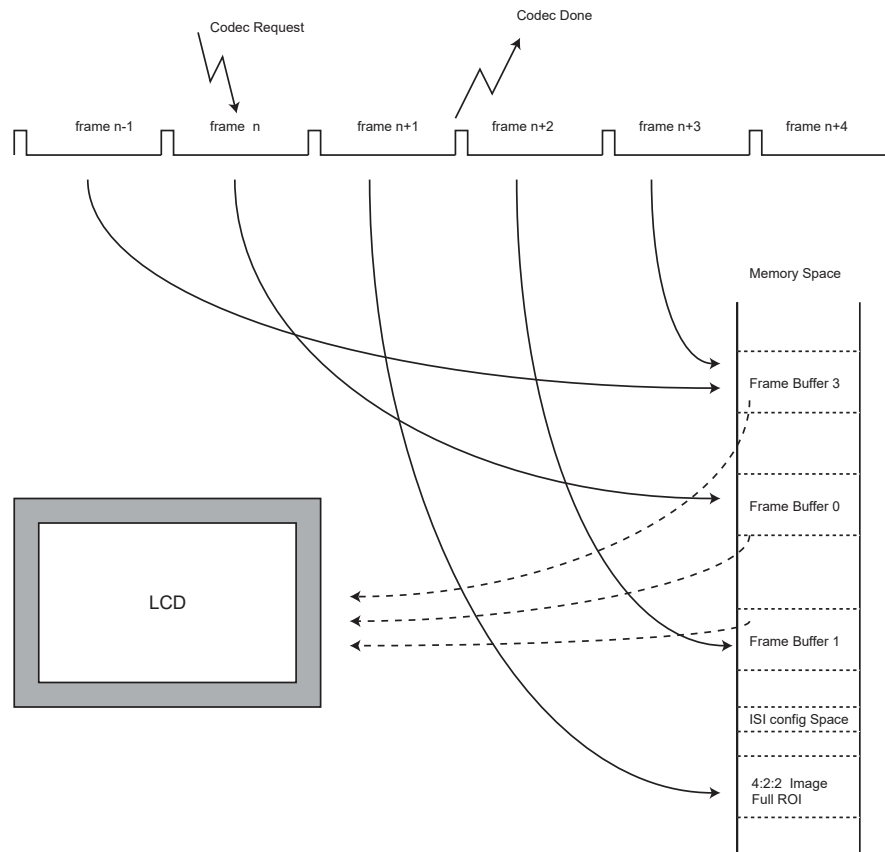 Codec Request
Codec Done
frame n-1
frame n
frame n+1
frame n+2
frame n+3
frame n+4
Memory Space
Frame Buffer 3
Frame Buffer 0
LCD
Frame Buffer 1
ISI config Space
4:2:2 Image
Full ROI